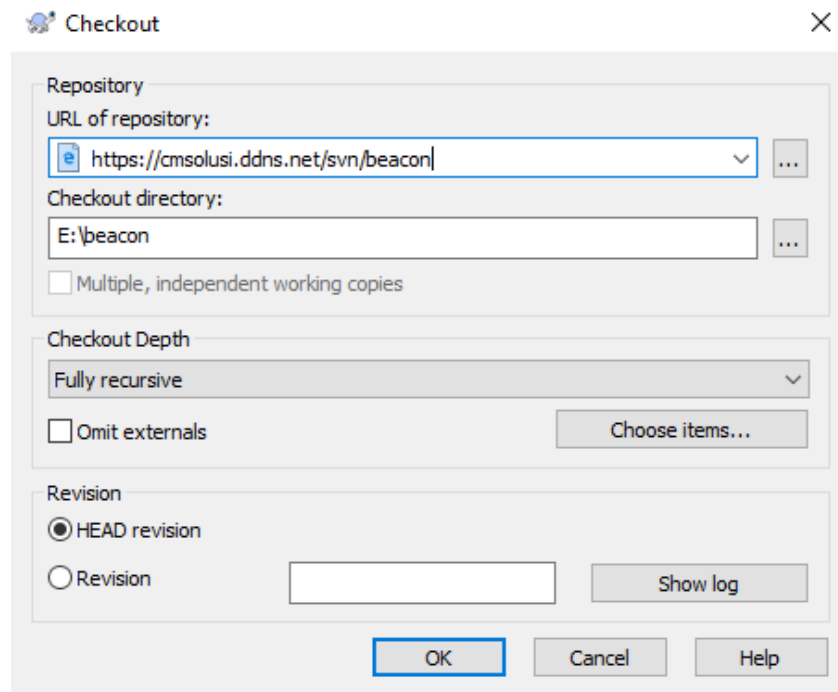 Checkout
Repository
URL of repository:
https://cmsolusi.ddns.net/svn/beacon
...
Checkout directory:
E:\beacon
...
Multiple, independent working copies
Checkout Depth
Fully recursive
Omit externals
Choose items...
Revision
HEAD revision
Revision
Show log
OK
Cancel
Help